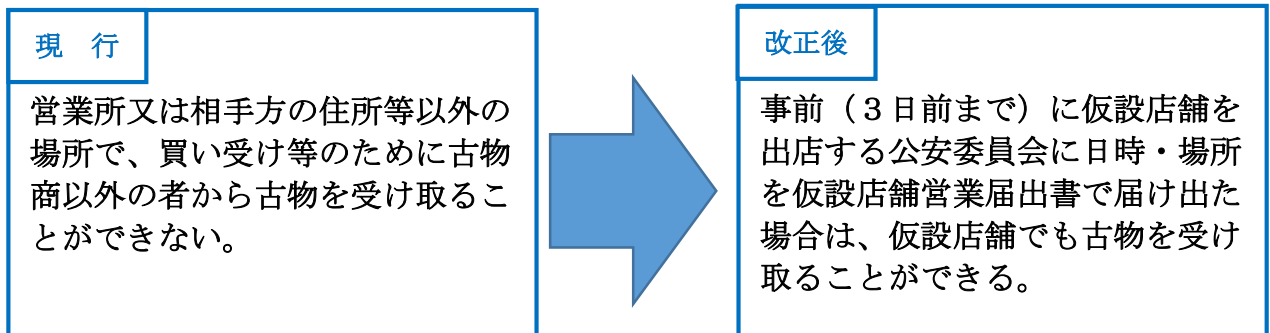 現　行
営業所又は相手方の住所等以外の
場所で、買い受け等のために古物
商以外の者から古物を受け取るこ
とができない。
改正後
事前（３日前まで）に仮設店舗を
出店する公安委員会に日時・場所
を仮設店舗営業届出書で届け出た
場合は、仮設店舗でも古物を受け
取ることができる。